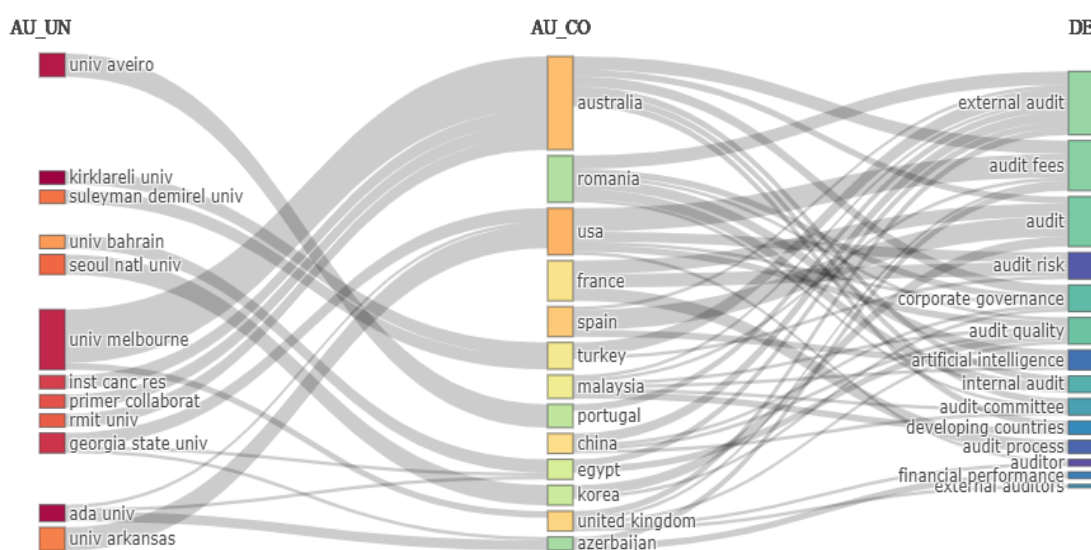 AU_UN
AU_CO
DE
univ aveiro
kirklareli univ
suleyman demirel univ
univ bahrain
seoul natl univ
univ melbourne
inst canc res
primer collaborat
rmit univ
georgia state univ
ada univ
univ arkansas
australia
romania
usa
france
spain
turkey
malaysia
portugal
china
egypt
korea
united kingdom
azerbaijan
external audit
audit fees
audit
audit risk
corporate governance
audit quality
artificial intelligence
internal audit
audit committee
developing countries
audit process
auditor
financial performance
external auditors